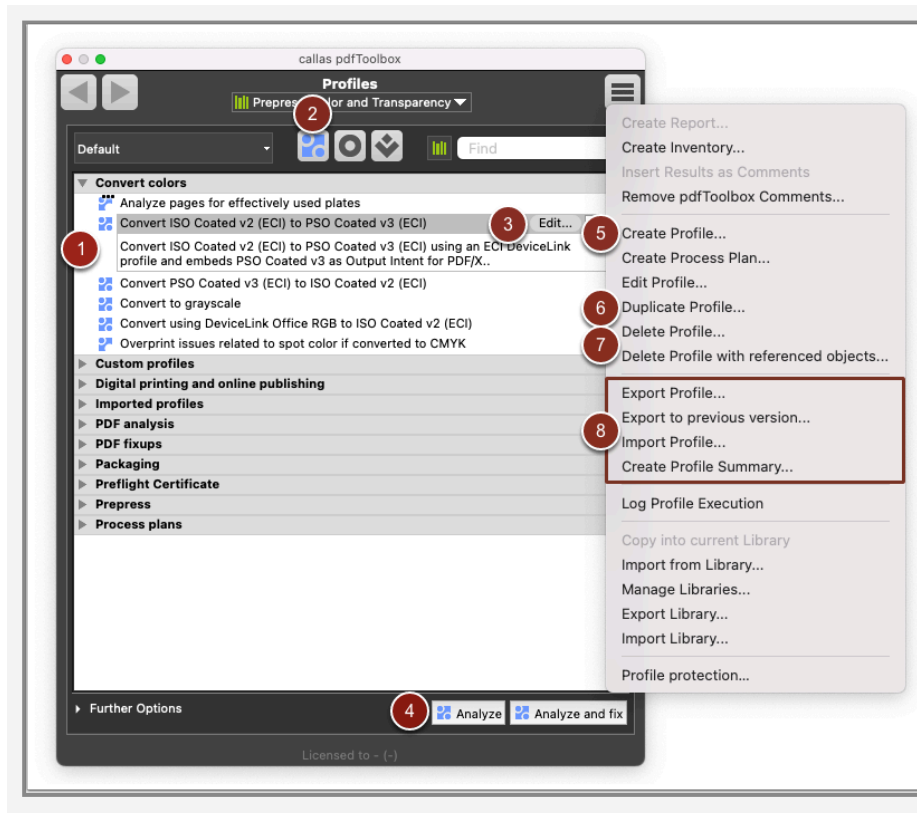 callas pdfToolbox
Profiles
Prepress, Color and Transparency
2
Default
Find
Convert colors
Analyze pages for effectively used plates
Convert ISO Coated v2 (ECI) to PSO Coated v3 (ECI)
3
Edit...
1
Convert ISO Coated v2 (ECI) to PSO Coated v3 (ECI) using an ECI DeviceLink
profile and embeds PSO Coated v3 as Output Intent for PDF/X..
Convert PSO Coated v3 (ECI) to ISO Coated v2 (ECI)
Convert to grayscale
Convert using DeviceLink Office RGB to ISO Coated v2 (ECI)
Overprint issues related to spot color if converted to CMYK
Custom profiles
Digital printing and online publishing
Imported profiles
PDF analysis
PDF fixups
Packaging
Preflight Certificate
Prepress
Process plans
Further Options
4
Analyze
Analyze and fix
Licensed to - (-)
Create Report...
Create Inventory...
Insert Results as Comments
Remove pdfToolbox Comments...
5
Create Profile...
Create Process Plan...
Edit Profile...
6
Duplicate Profile...
Delete Profile...
7
Delete Profile with referenced objects...
Export Profile...
Export to previous version...
8
Import Profile...
Create Profile Summary...
Log Profile Execution
Copy into current Library
Import from Library...
Manage Libraries...
Export Library...
Import Library...
Profile protection...